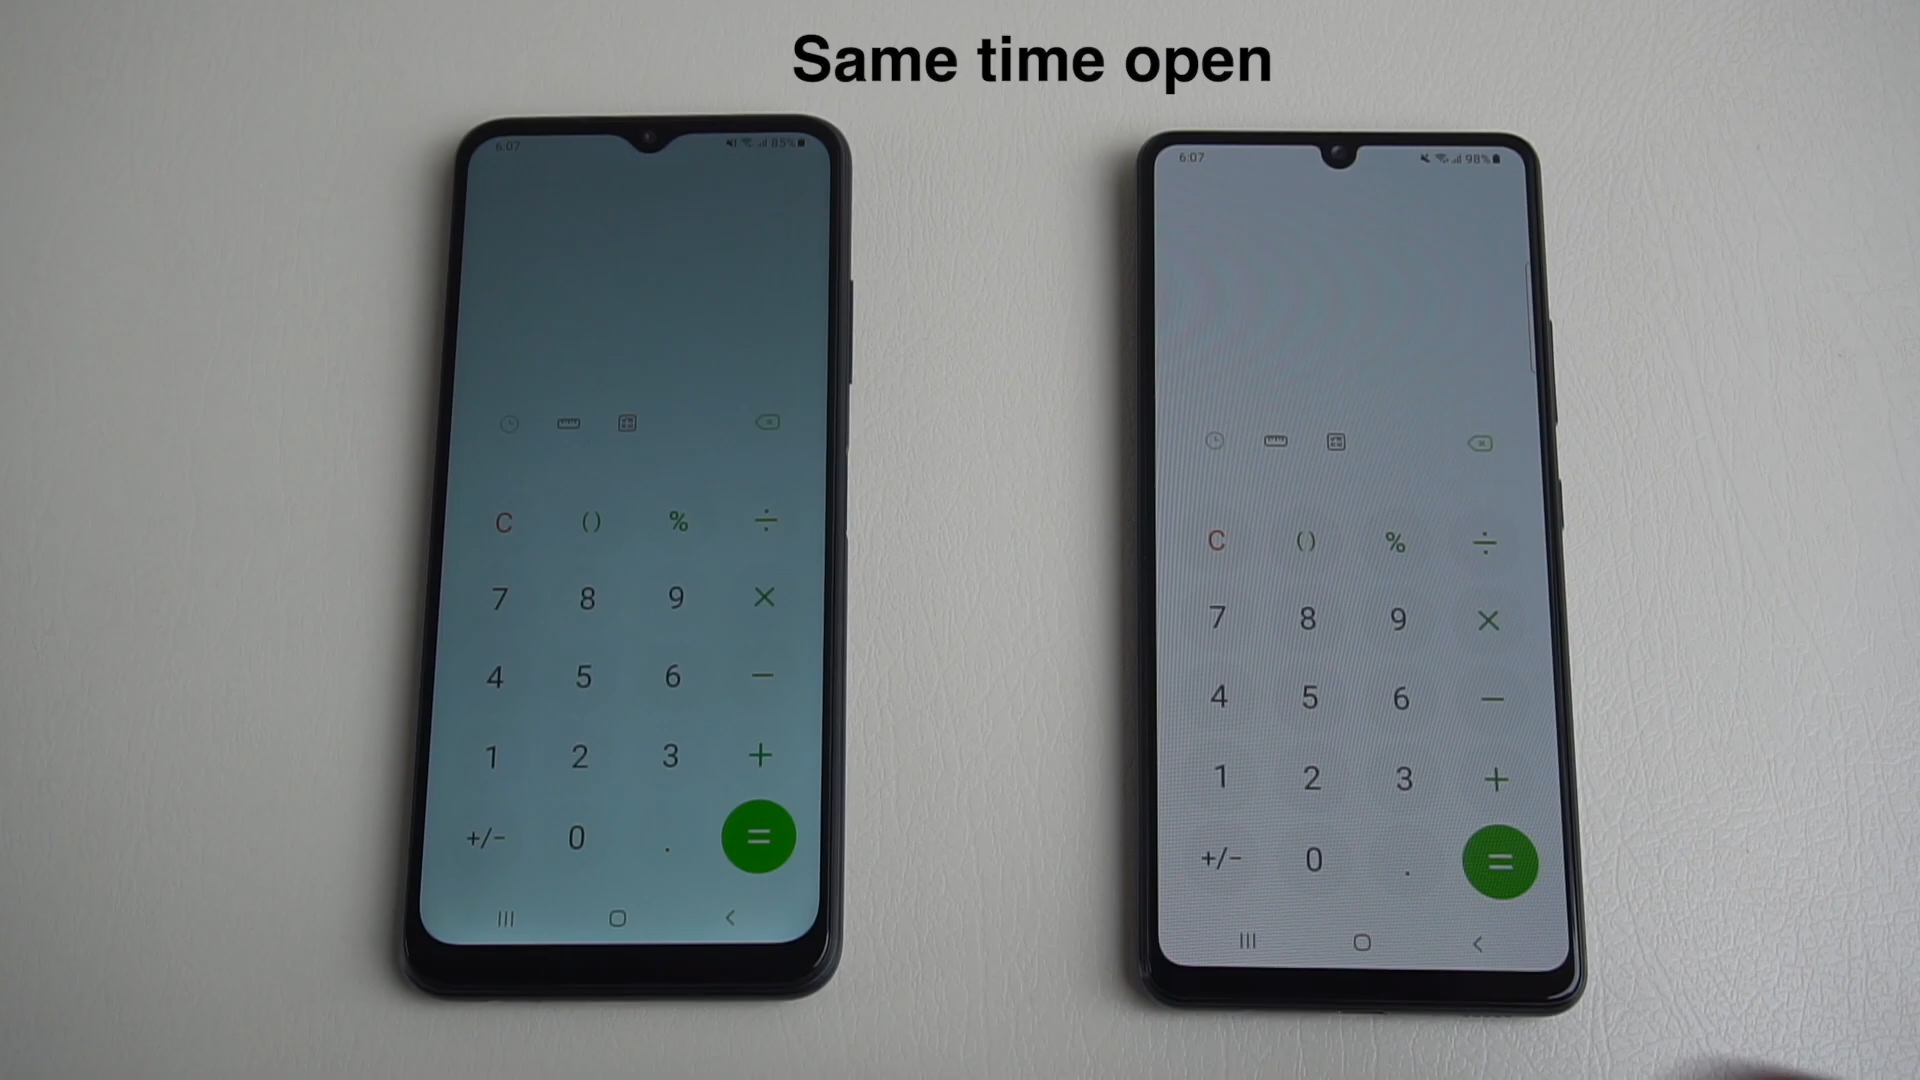 Same time open
6:07 85%
C () % ÷
7 8 9 ×
4 5 6 −
1 2 3 +
+/− 0 . =
6:07 98%
C () % ÷
7 8 9 ×
4 5 6 −
1 2 3 +
+/− 0 . =